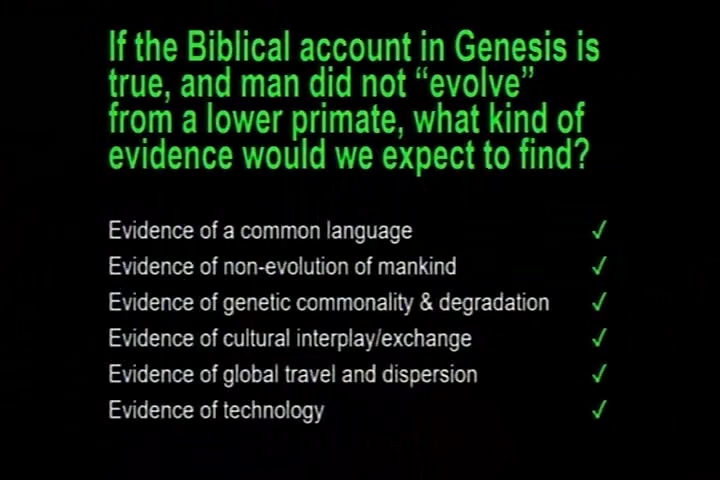 If the Biblical account in Genesis is
true, and man did not “evolve”
from a lower primate, what kind of
evidence would we expect to find?
Evidence of a common language ✓
Evidence of non-evolution of mankind ✓
Evidence of genetic commonality & degradation ✓
Evidence of cultural interplay/exchange ✓
Evidence of global travel and dispersion ✓
Evidence of technology ✓